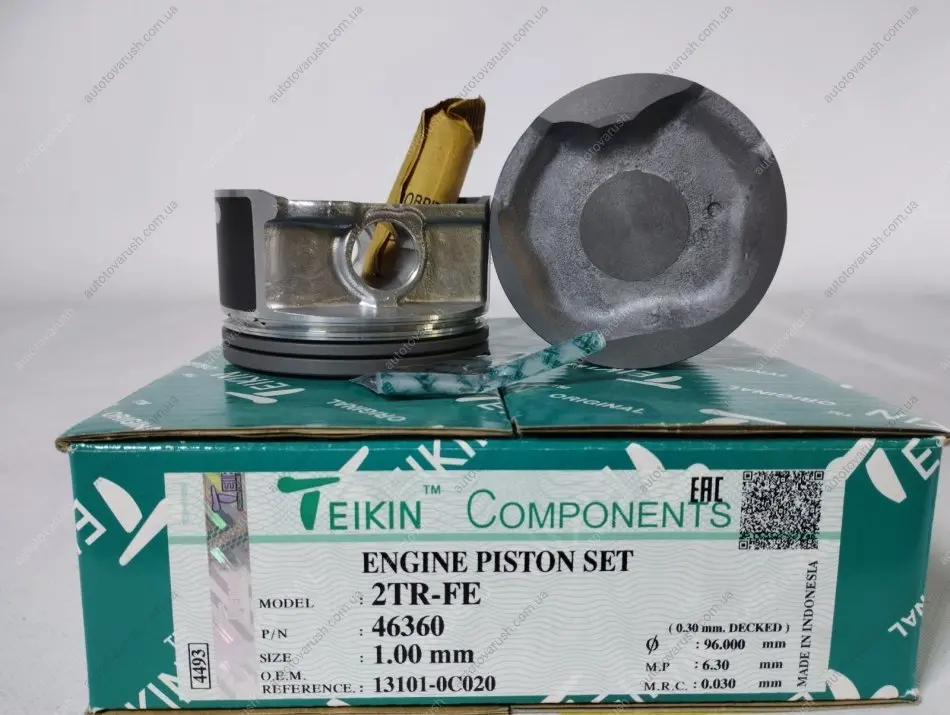 autotovarush.com.ua
TEIKIN™ COMPONENTS
EAC
ENGINE PISTON SET
MODEL : 2TR-FE
P/N : 46360
SIZE : 1.00 mm
O.E.M. REFERENCE. : 13101-0C020
( 0.30 mm. DECKED )
Ø : 96.000 mm
M.P : 6.30 mm
M.R.C. : 0.030 mm
MADE IN INDONESIA
4493
TEIKIN
ORIGINAL
ORIGINAL